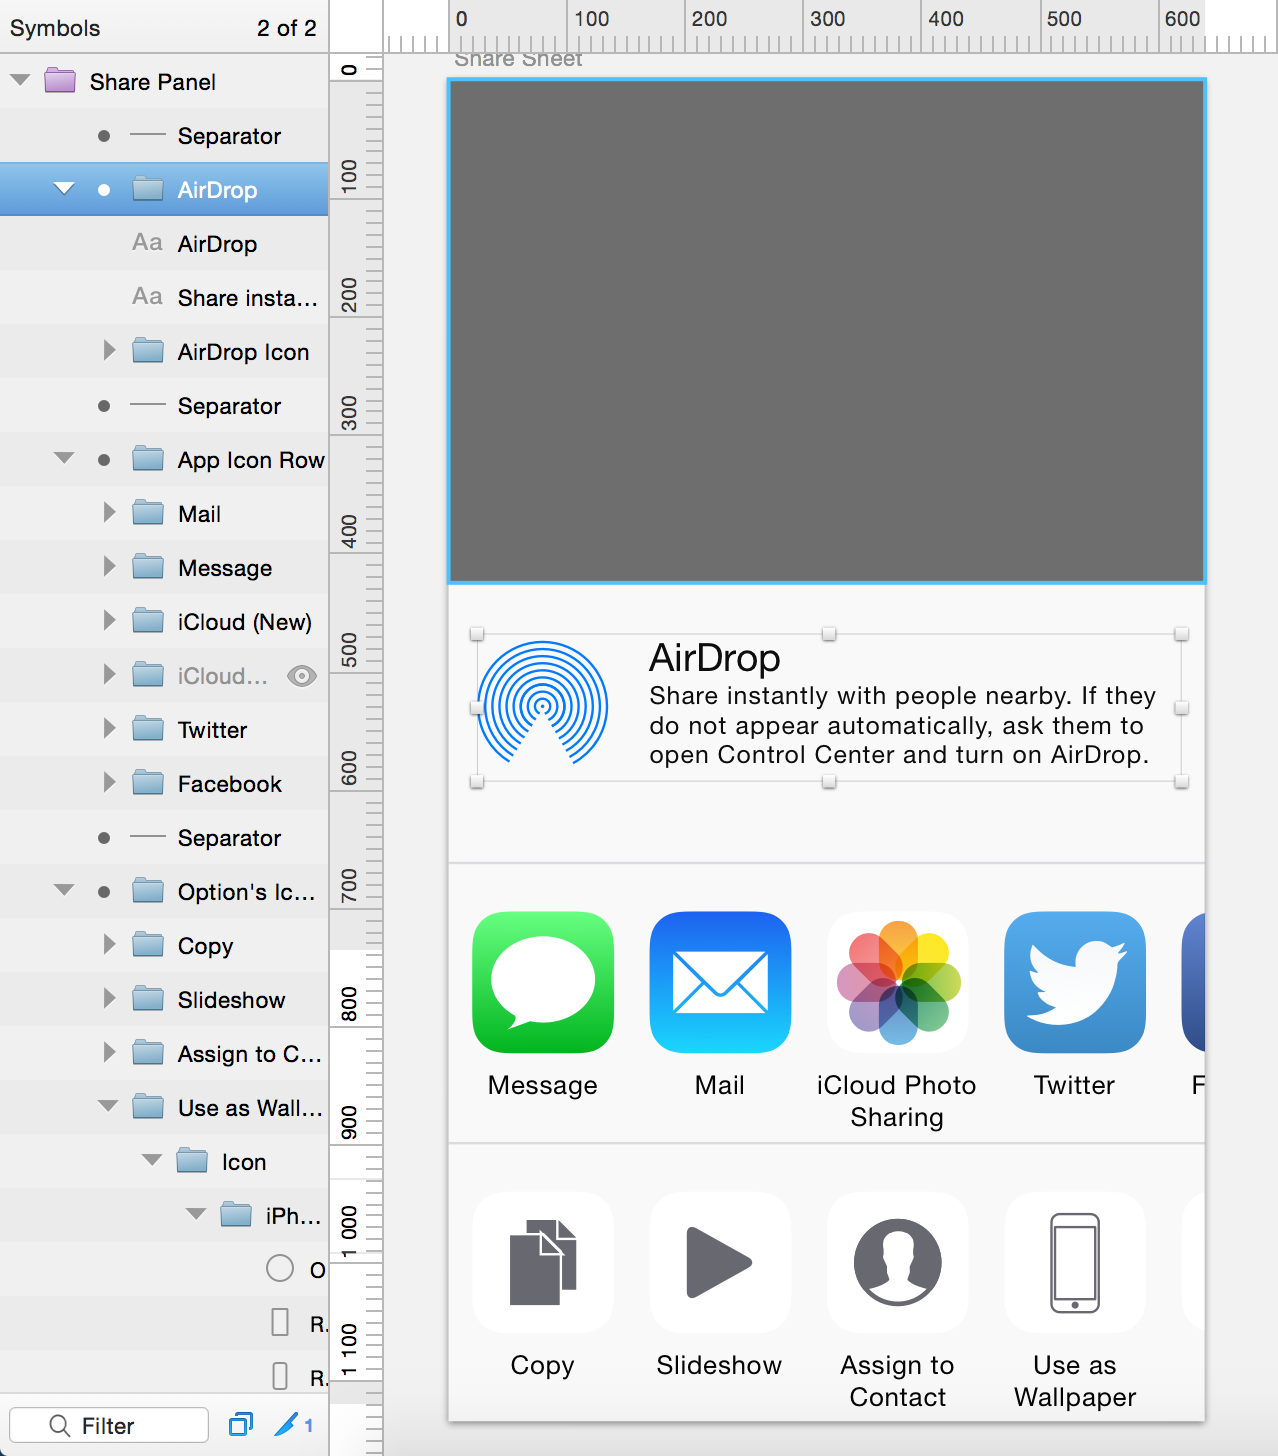 Symbols 2 of 2
Share Panel
Separator
AirDrop
Aa AirDrop
Aa Share insta...
AirDrop Icon
Separator
App Icon Row
Mail
Message
iCloud (New)
iCloud...
Twitter
Facebook
Separator
Option's Ic...
Copy
Slideshow
Assign to C...
Use as Wall...
Icon
iPh...
O
R.
R.
Filter 1
0 100 200 300 400 500 600
0
100
200
300
400
500
600
700
800
900
1 000
1 100
Share Sheet
AirDrop
Share instantly with people nearby. If they
do not appear automatically, ask them to
open Control Center and turn on AirDrop.
Message Mail iCloud Photo Twitter F
Sharing
Copy Slideshow Assign to Use as
Contact Wallpaper